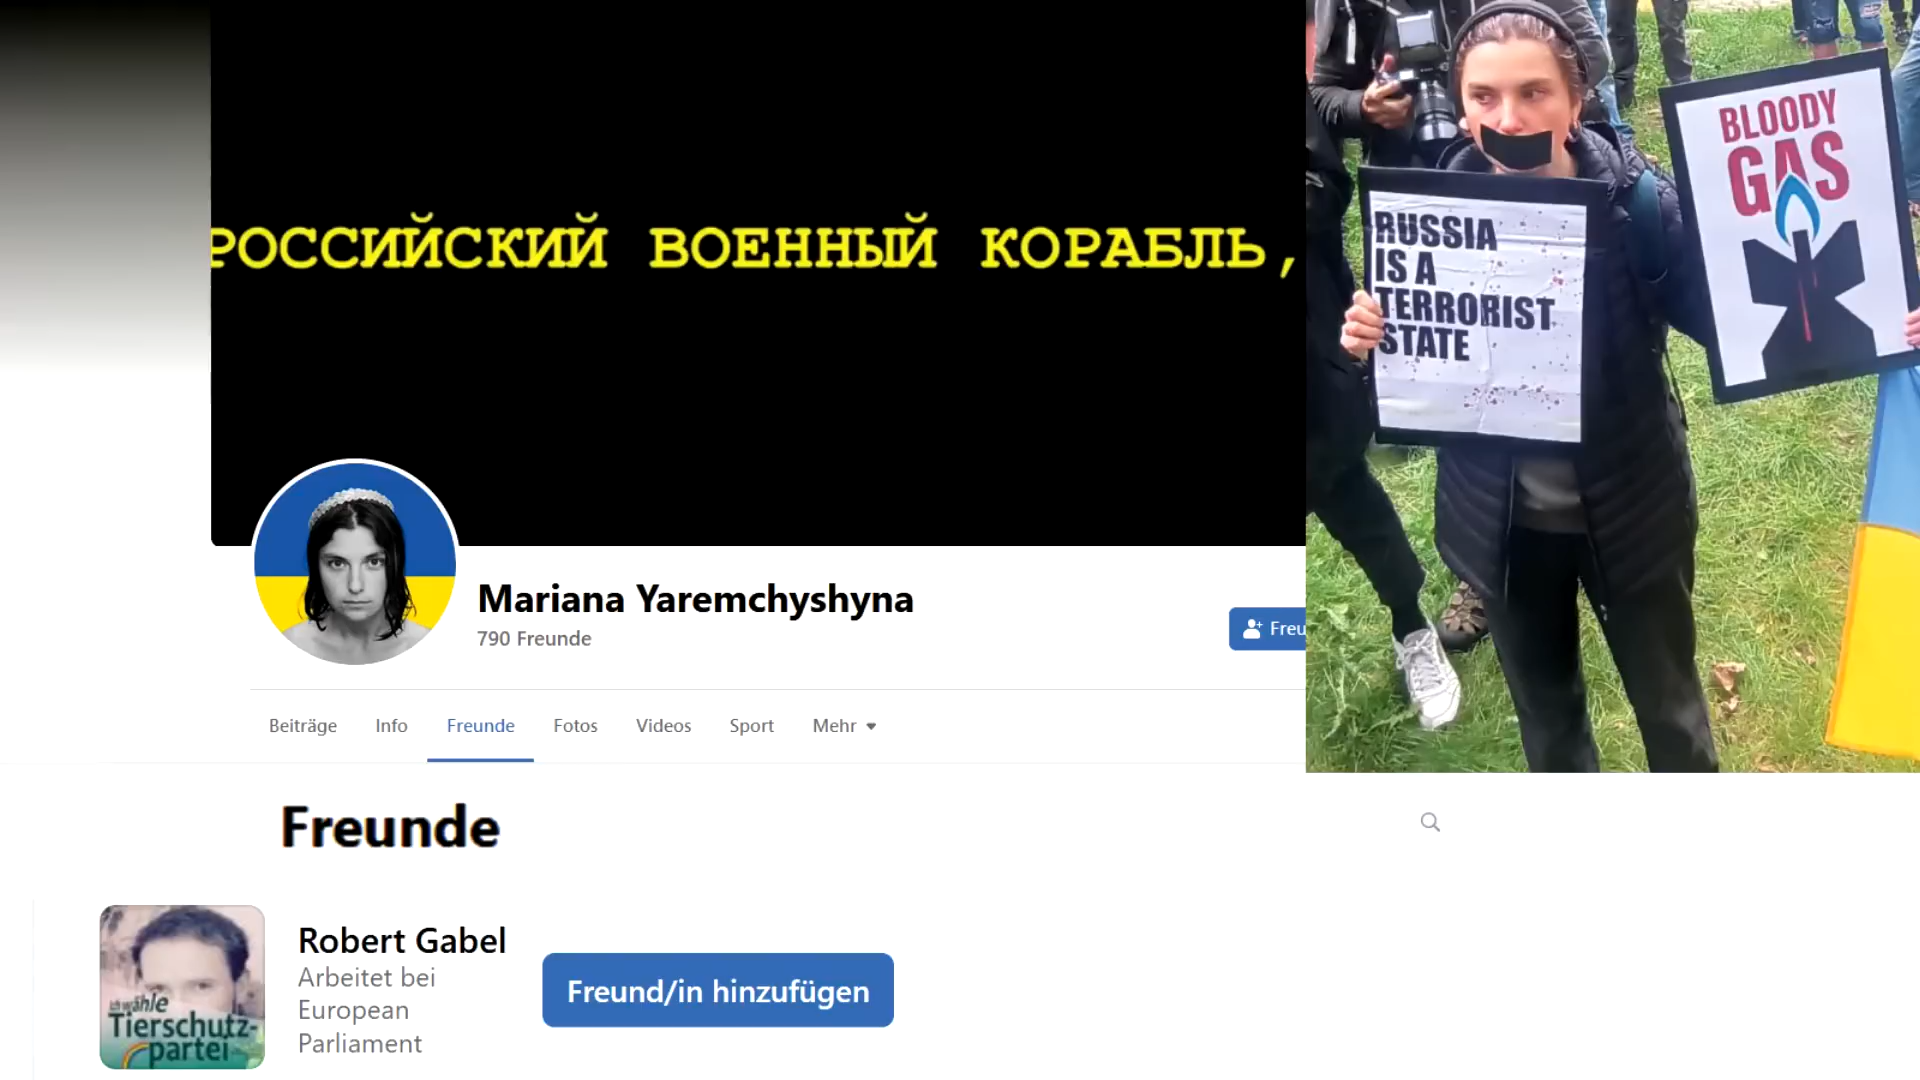 РОССИЙСКИЙ ВОЕННЫЙ КОРАБЛЬ,
Mariana Yaremchyshyna
790 Freunde
Freu
Beiträge Info Freunde Fotos Videos Sport Mehr
Freunde
Robert Gabel
Arbeitet bei
European
Parliament
Freund/in hinzufügen
Ich wähle
Tierschutz-
partei
RUSSIA
IS A
TERRORIST
STATE
BLOODY
GAS